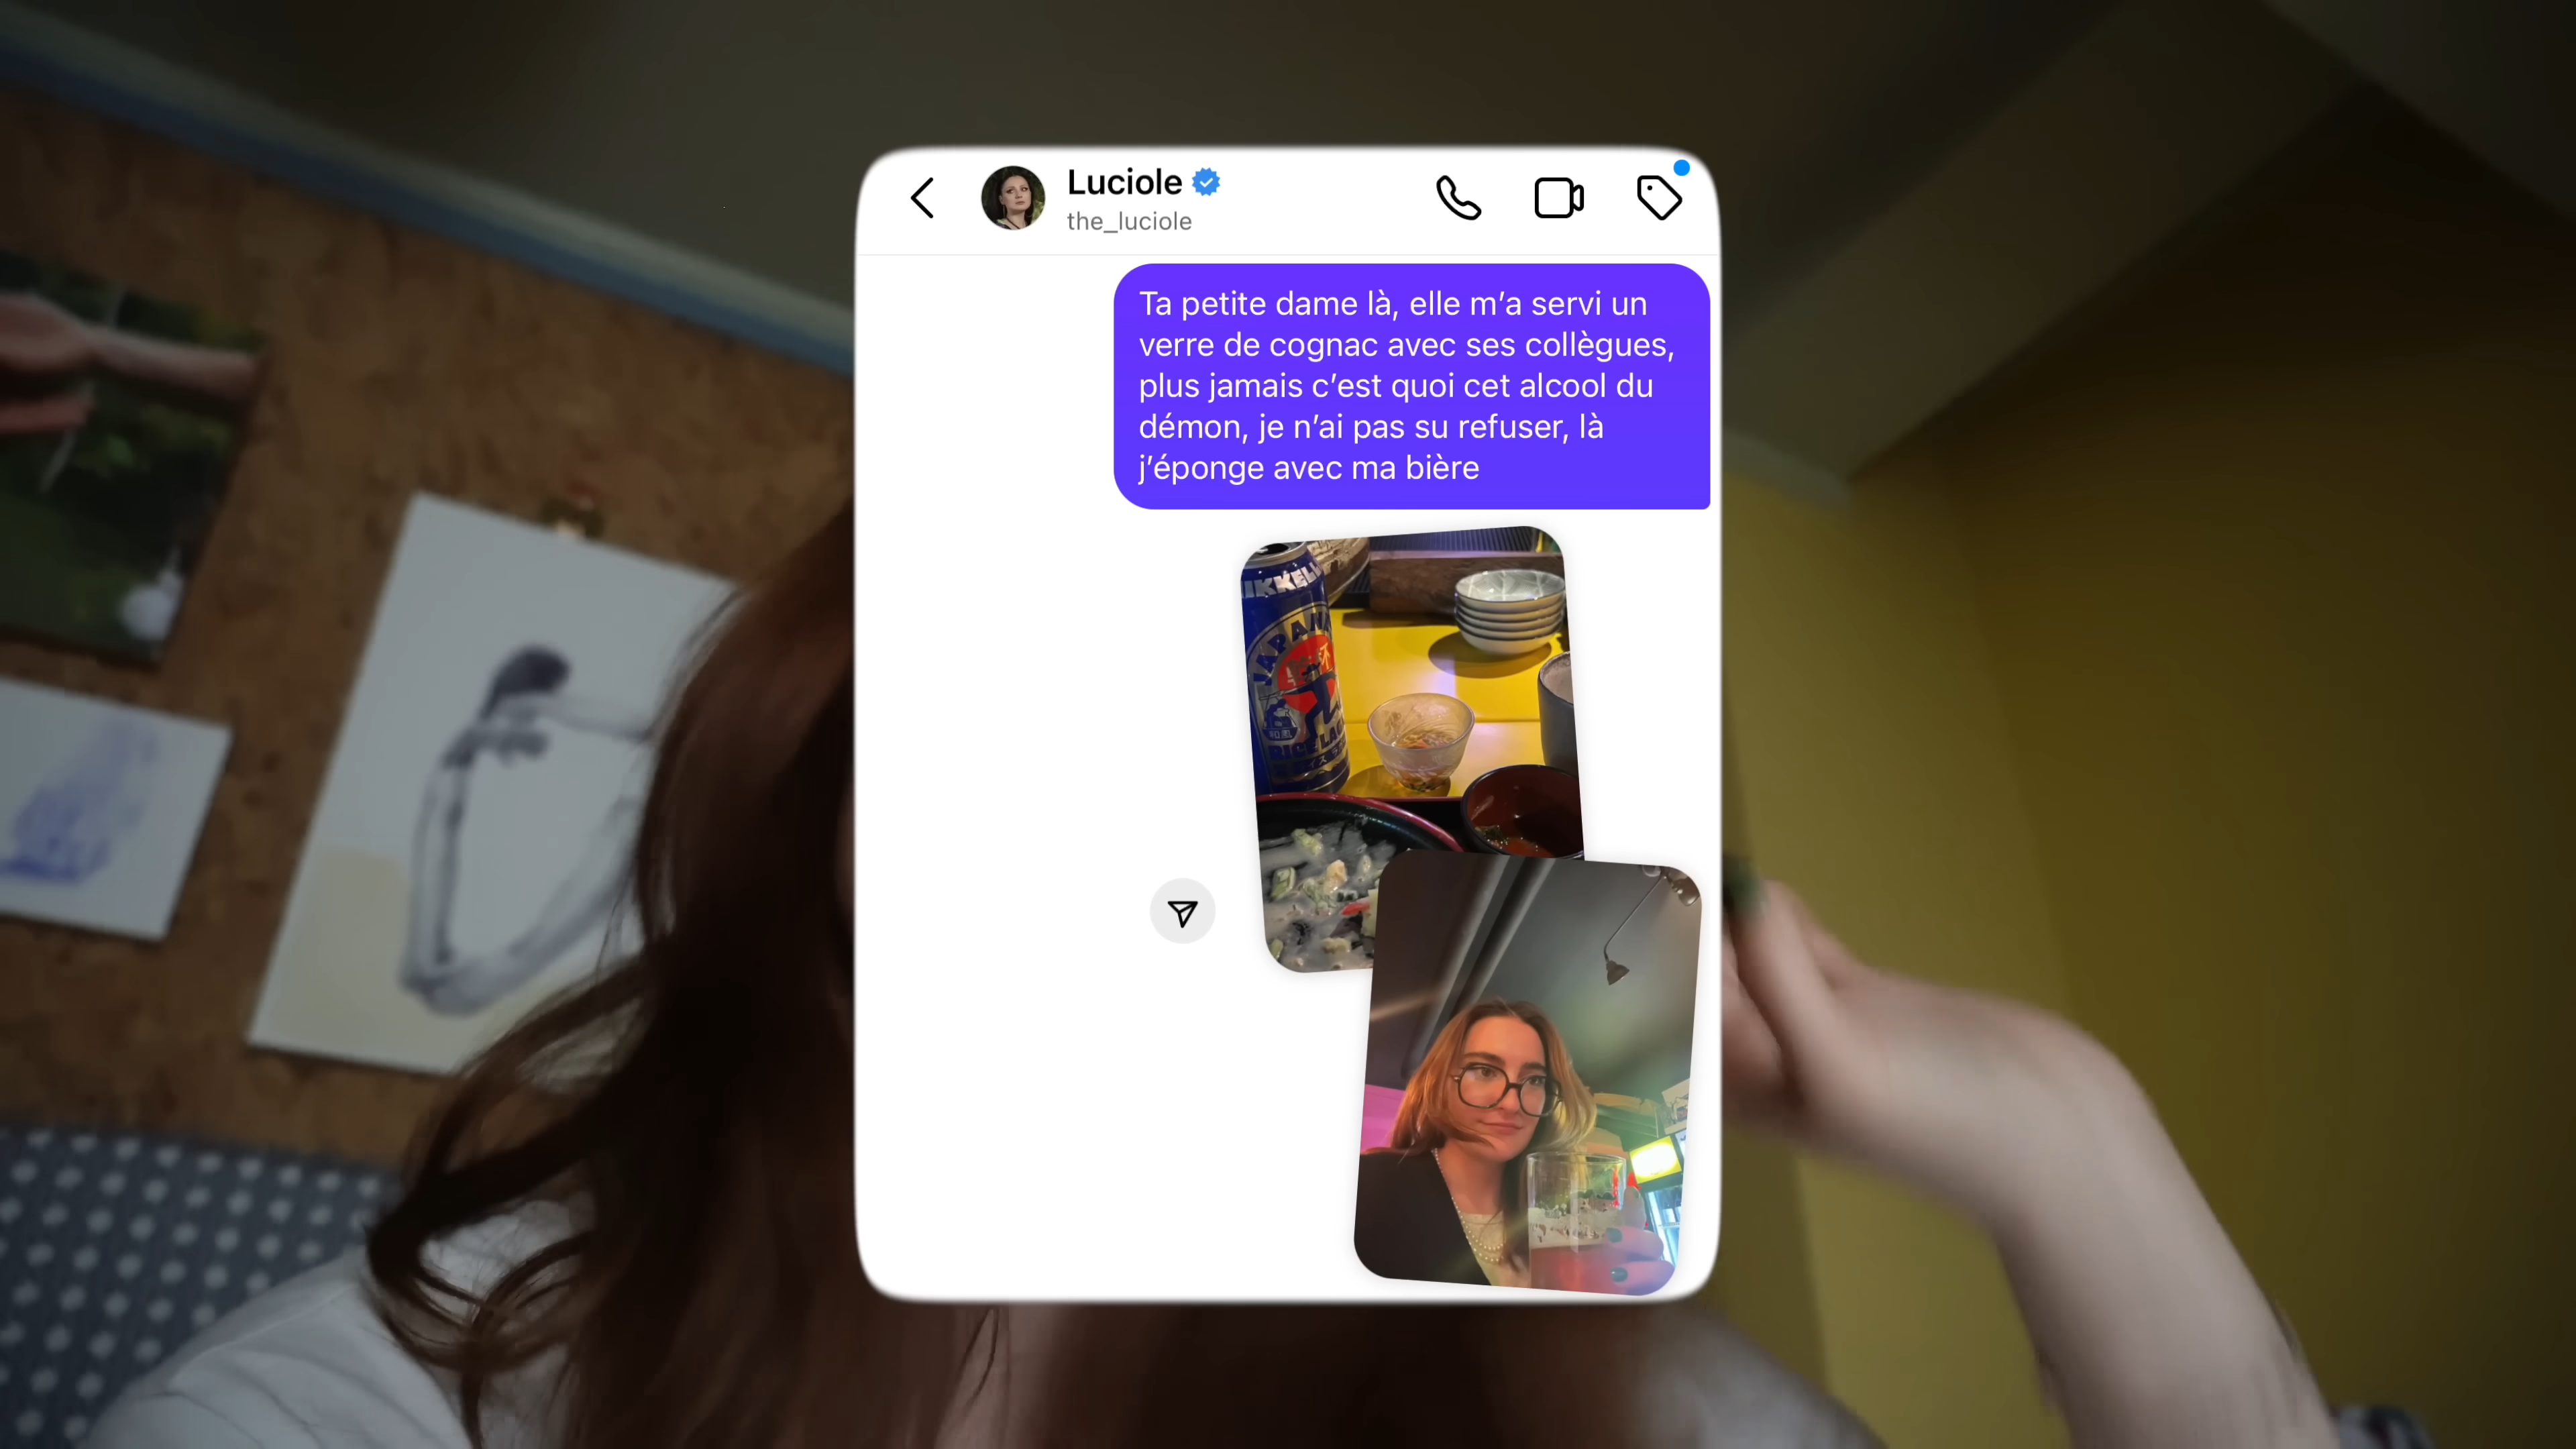 Luciole
the_luciole
Ta petite dame là, elle m’a servi un
verre de cognac avec ses collègues,
plus jamais c’est quoi cet alcool du
démon, je n’ai pas su refuser, là
j’éponge avec ma bière